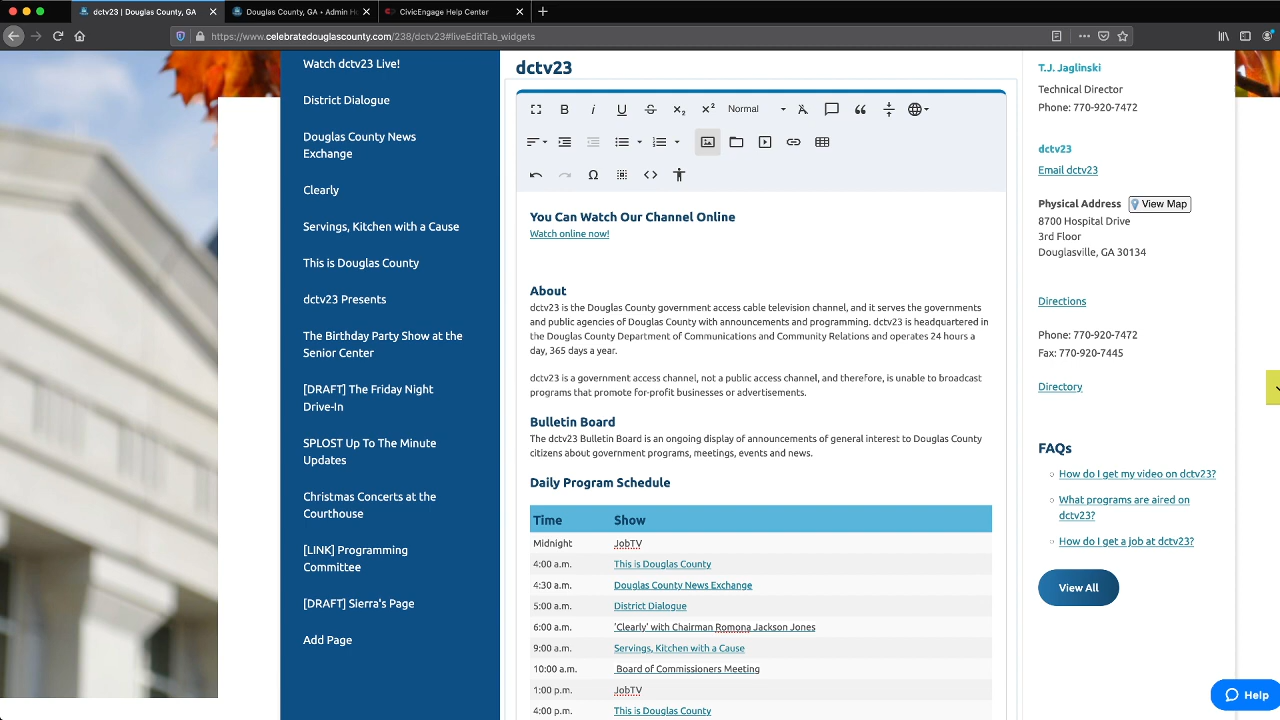 dctv23 | Douglas County, GA
Douglas County, GA • Admin H
CivicEngage Help Center
https://www.celebratedouglascounty.com/238/dctv23#liveEditTab_widgets
Watch dctv23 Live!
District Dialogue
Douglas County News
Exchange
Clearly
Servings, Kitchen with a Cause
This is Douglas County
dctv23 Presents
The Birthday Party Show at the
Senior Center
[DRAFT] The Friday Night
Drive-In
SPLOST Up To The Minute
Updates
Christmas Concerts at the
Courthouse
[LINK] Programming
Committee
[DRAFT] Sierra's Page
Add Page
dctv23
Normal
You Can Watch Our Channel Online
Watch online now!
About
dctv23 is the Douglas County government access cable television channel, and it serves the governments
and public agencies of Douglas County with announcements and programming. dctv23 is headquartered in
the Douglas County Department of Communications and Community Relations and operates 24 hours a
day, 365 days a year.
dctv23 is a government access channel, not a public access channel, and therefore, is unable to broadcast
programs that promote for-profit businesses or advertisements.
Bulletin Board
The dctv23 Bulletin Board is an ongoing display of announcements of general interest to Douglas County
citizens about government programs, meetings, events and news.
Daily Program Schedule
Time Show
Midnight JobTV
4:00 a.m. This is Douglas County
4:30 a.m. Douglas County News Exchange
5:00 a.m. District Dialogue
6:00 a.m. 'Clearly' with Chairman Romona Jackson Jones
9:00 a.m. Servings, Kitchen with a Cause
10:00 a.m. Board of Commissioners Meeting
1:00 p.m. JobTV
4:00 p.m. This is Douglas County
T.J. Jaglinski
Technical Director
Phone: 770-920-7472
dctv23
Email dctv23
Physical Address View Map
8700 Hospital Drive
3rd Floor
Douglasville, GA 30134
Directions
Phone: 770-920-7472
Fax: 770-920-7445
Directory
FAQs
How do I get my video on dctv23?
What programs are aired on
dctv23?
How do I get a job at dctv23?
View All
Help